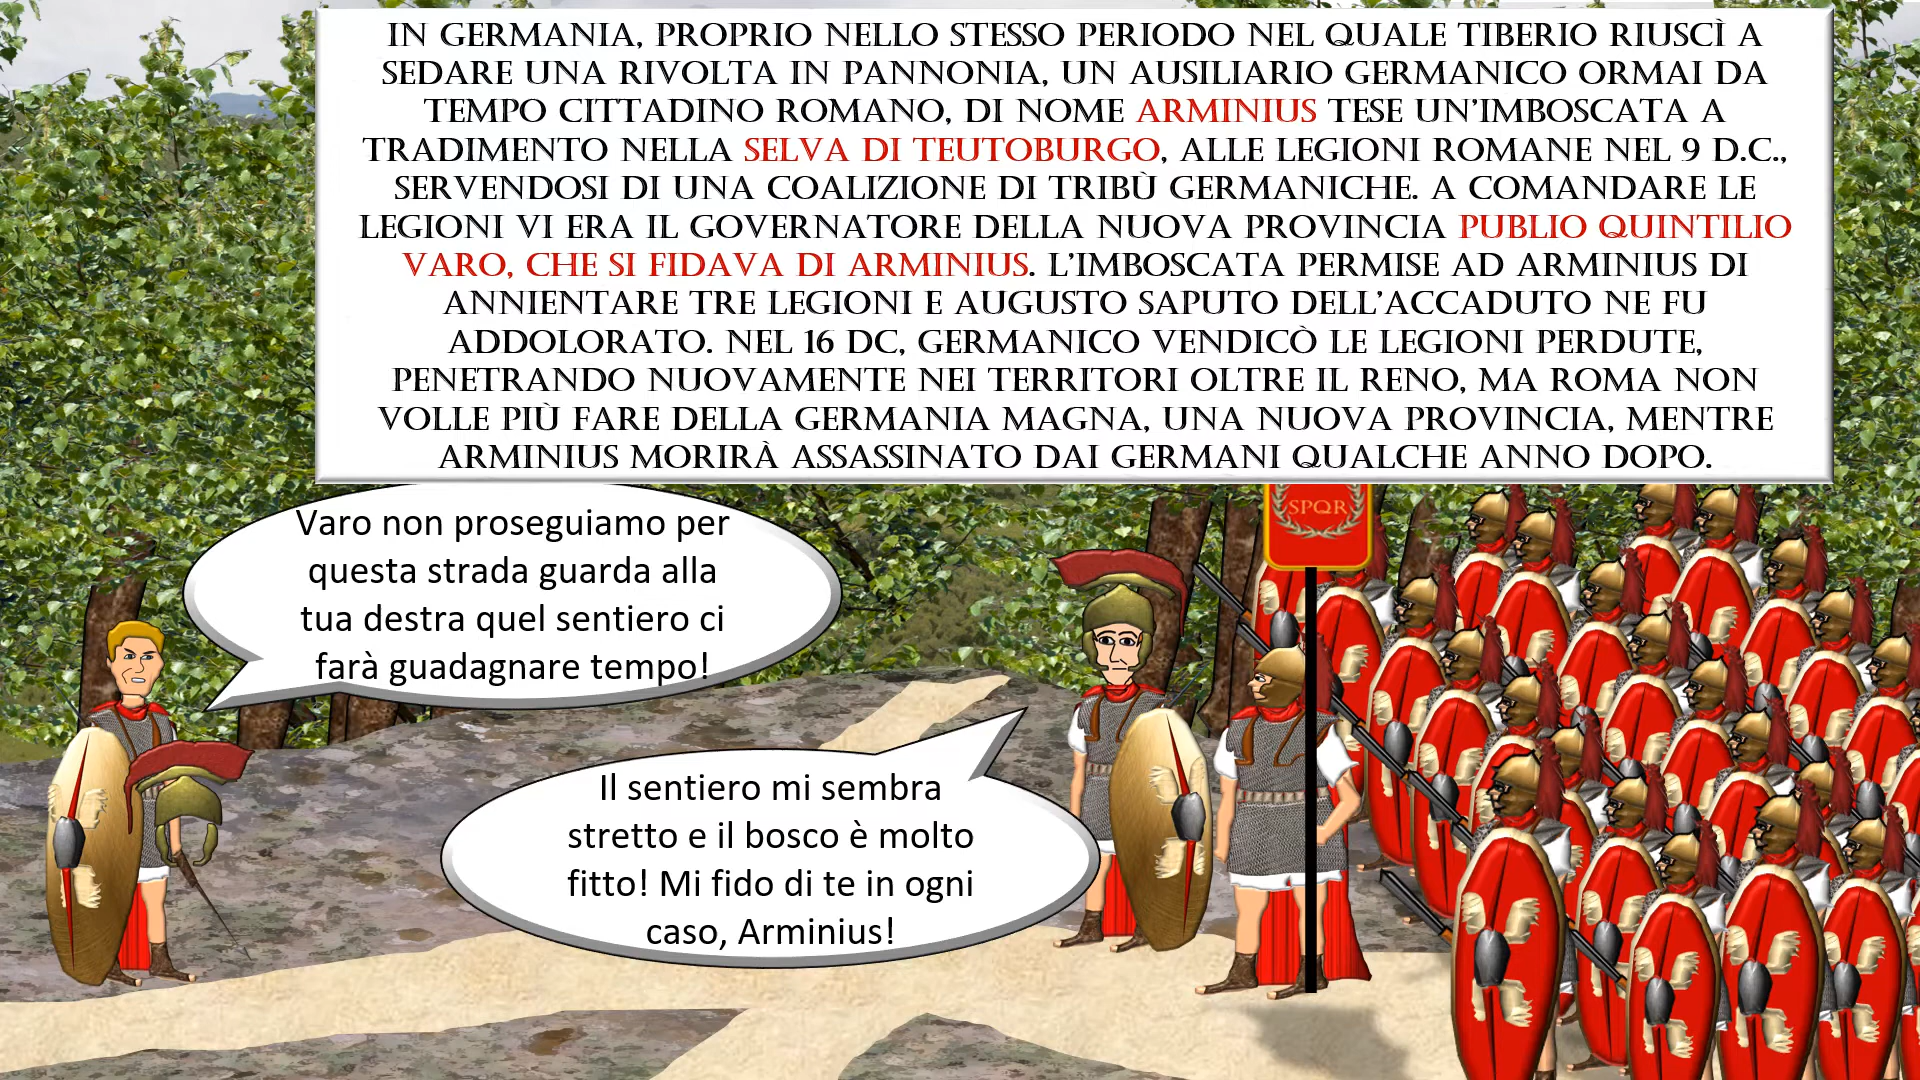 IN GERMANIA, PROPRIO NELLO STESSO PERIODO NEL QUALE TIBERIO RIUSCÌ A
SEDARE UNA RIVOLTA IN PANNONIA, UN AUSILIARIO GERMANICO ORMAI DA
TEMPO CITTADINO ROMANO, DI NOME ARMINIUS TESE UN'IMBOSCATA A
TRADIMENTO NELLA SELVA DI TEUTOBURGO, ALLE LEGIONI ROMANE NEL 9 D.C.,
SERVENDOSI DI UNA COALIZIONE DI TRIBÙ GERMANICHE. A COMANDARE LE
LEGIONI VI ERA IL GOVERNATORE DELLA NUOVA PROVINCIA PUBLIO QUINTILIO
VARO, CHE SI FIDAVA DI ARMINIUS. L'IMBOSCATA PERMISE AD ARMINIUS DI
ANNIENTARE TRE LEGIONI E AUGUSTO SAPUTO DELL'ACCADUTO NE FU
ADDOLORATO. NEL 16 DC, GERMANICO VENDICÒ LE LEGIONI PERDUTE,
PENETRANDO NUOVAMENTE NEI TERRITORI OLTRE IL RENO, MA ROMA NON
VOLLE PIÙ FARE DELLA GERMANIA MAGNA, UNA NUOVA PROVINCIA, MENTRE
ARMINIUS MORIRÀ ASSASSINATO DAI GERMANI QUALCHE ANNO DOPO.
SPQR
Varo non proseguiamo per
questa strada guarda alla
tua destra quel sentiero ci
farà guadagnare tempo!
Il sentiero mi sembra
stretto e il bosco è molto
fitto! Mi fido di te in ogni
caso, Arminius!